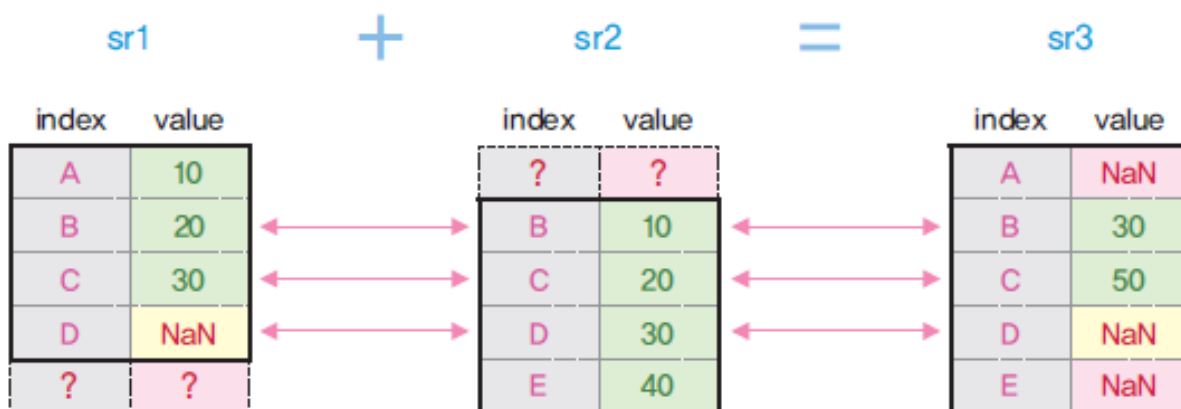 sr1 + sr2 = sr3
index value index value index value
A 10 ? ? A NaN
B 20 B 10 B 30
C 30 C 20 C 50
D NaN D 30 D NaN
? ? E 40 E NaN